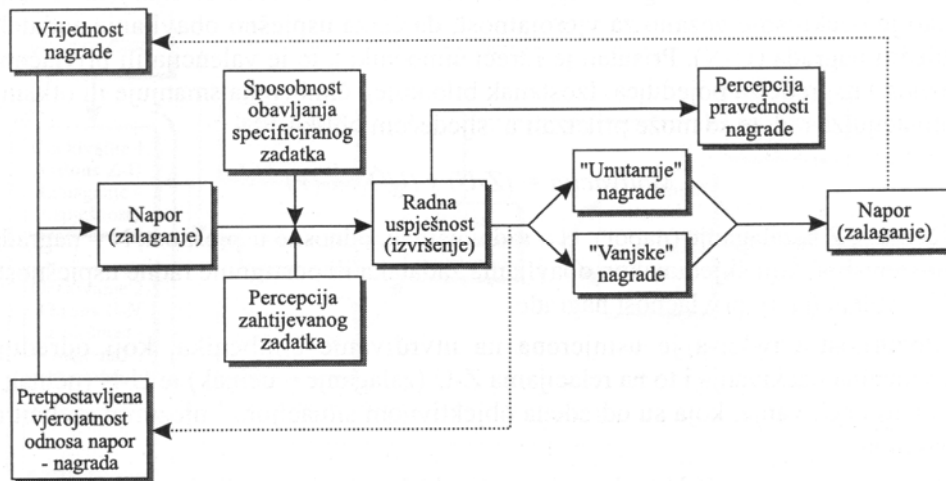 Vrijednost
nagrade
Sposobnost
obavljanja
specificiranog
zadatka
Percepcija
pravednosti
nagrade
Napor
(zalaganje)
Radna
uspješnost
(izvršenje)
"Unutarnje"
nagrade
"Vanjske"
nagrade
Napor
(zalaganje)
Percepcija
zahtijevanog
zadatka
Pretpostavljena
vjerojatnost
odnosa napor
- nagrada